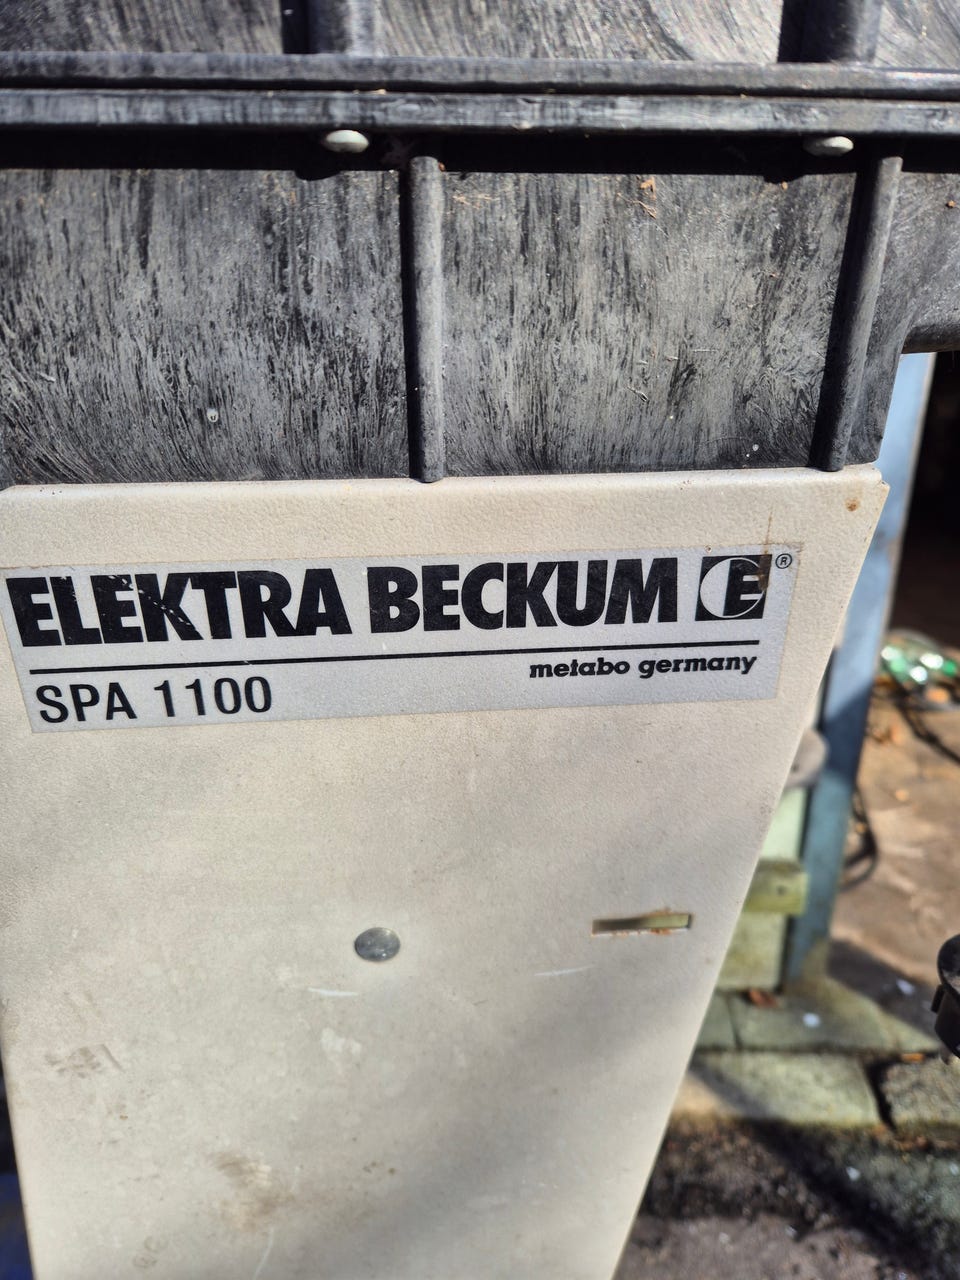 ELEKTRA BECKUM E®
metabo germany
SPA 1100